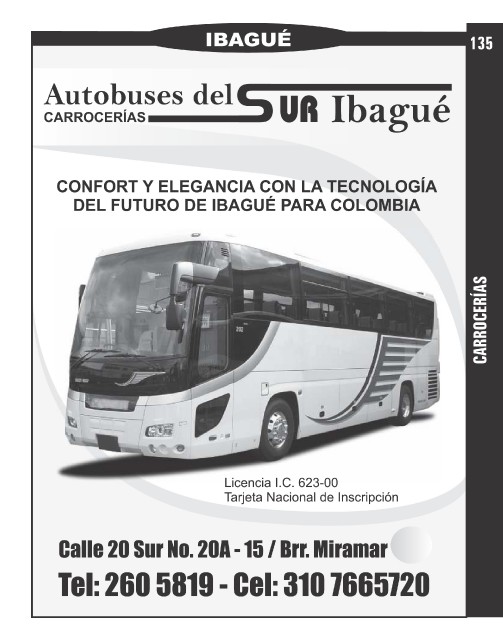 IBAGUÉ
135
Autobuses del SUR Ibagué
CARROCERÍAS
CONFORT Y ELEGANCIA CON LA TECNOLOGÍA
DEL FUTURO DE IBAGUÉ PARA COLOMBIA
CARROCERÍAS
Licencia I.C. 623-00
Tarjeta Nacional de Inscripción
Calle 20 Sur No. 20A - 15 / Brr. Miramar
Tel: 260 5819 - Cel: 310 7665720